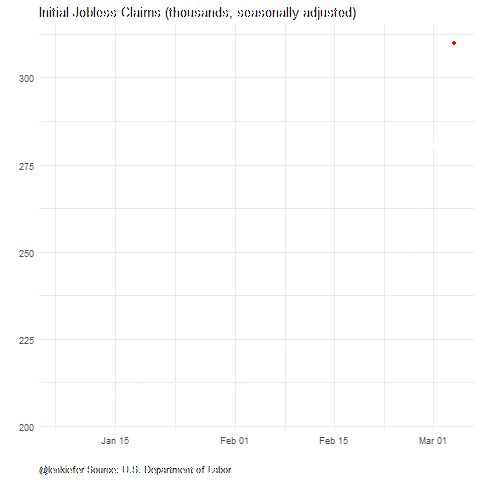 Initial Jobless Claims (thousands, seasonally adjusted)
300
275
250
225
200
Jan 15 Feb 01 Feb 15 Mar 01
@lenkiefer Source: U.S. Department of Labor